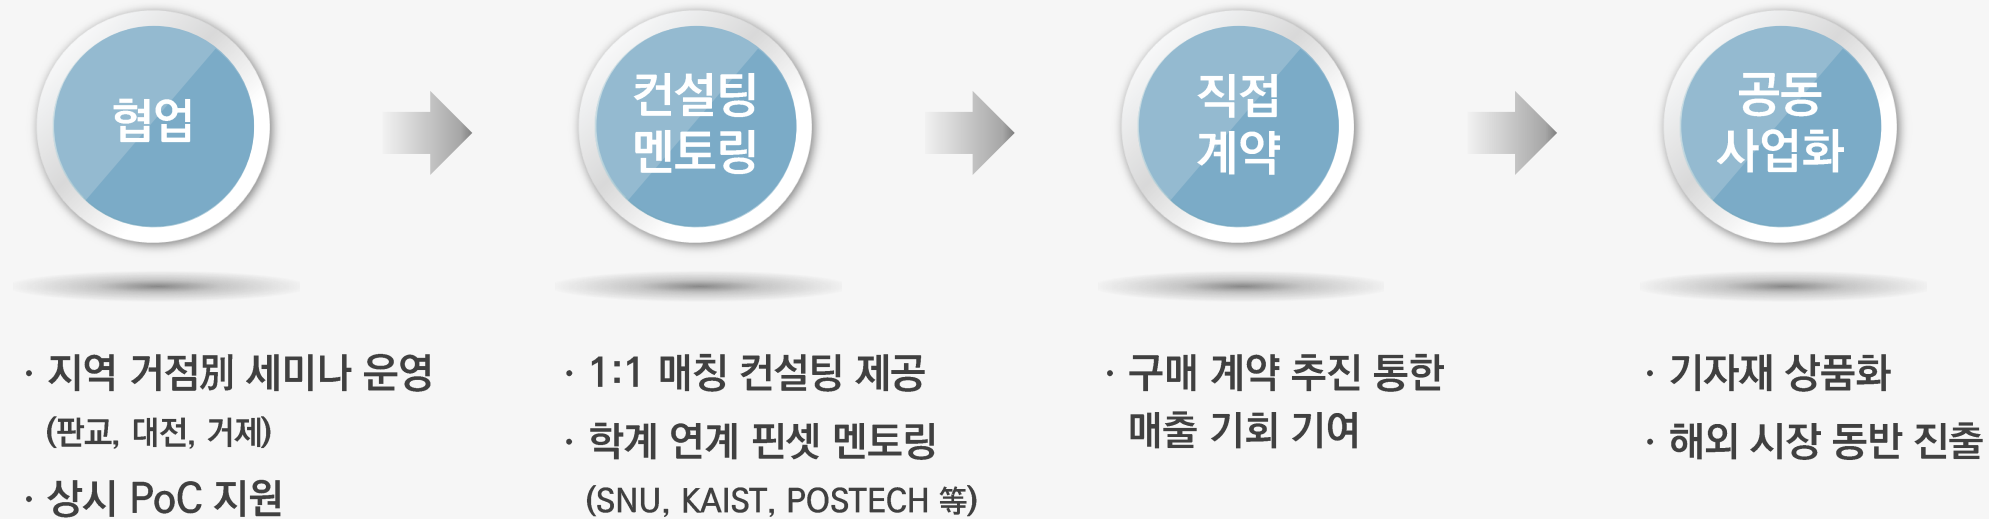 협업
컨설팅
멘토링
직접
계약
공동
사업화
· 지역 거점別 세미나 운영
(판교, 대전, 거제)
· 상시 PoC 지원
· 1:1 매칭 컨설팅 제공
· 학계 연계 핀셋 멘토링
(SNU, KAIST, POSTECH 等)
· 구매 계약 추진 통한
매출 기회 기여
· 기자재 상품화
· 해외 시장 동반 진출